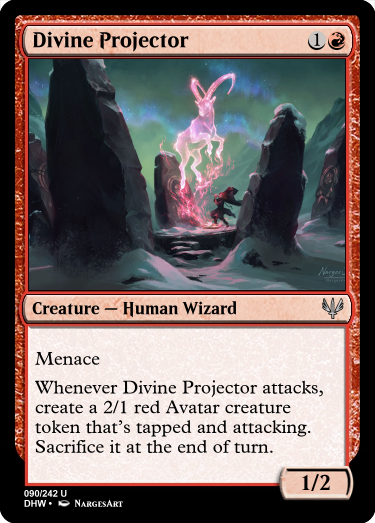 Divine Projector 1
Creature — Human Wizard
Menace
Whenever Divine Projector attacks,
create a 2/1 red Avatar creature
token that's tapped and attacking.
Sacrifice it at the end of turn.
1/2
090/242 U
DHW • NargesArt